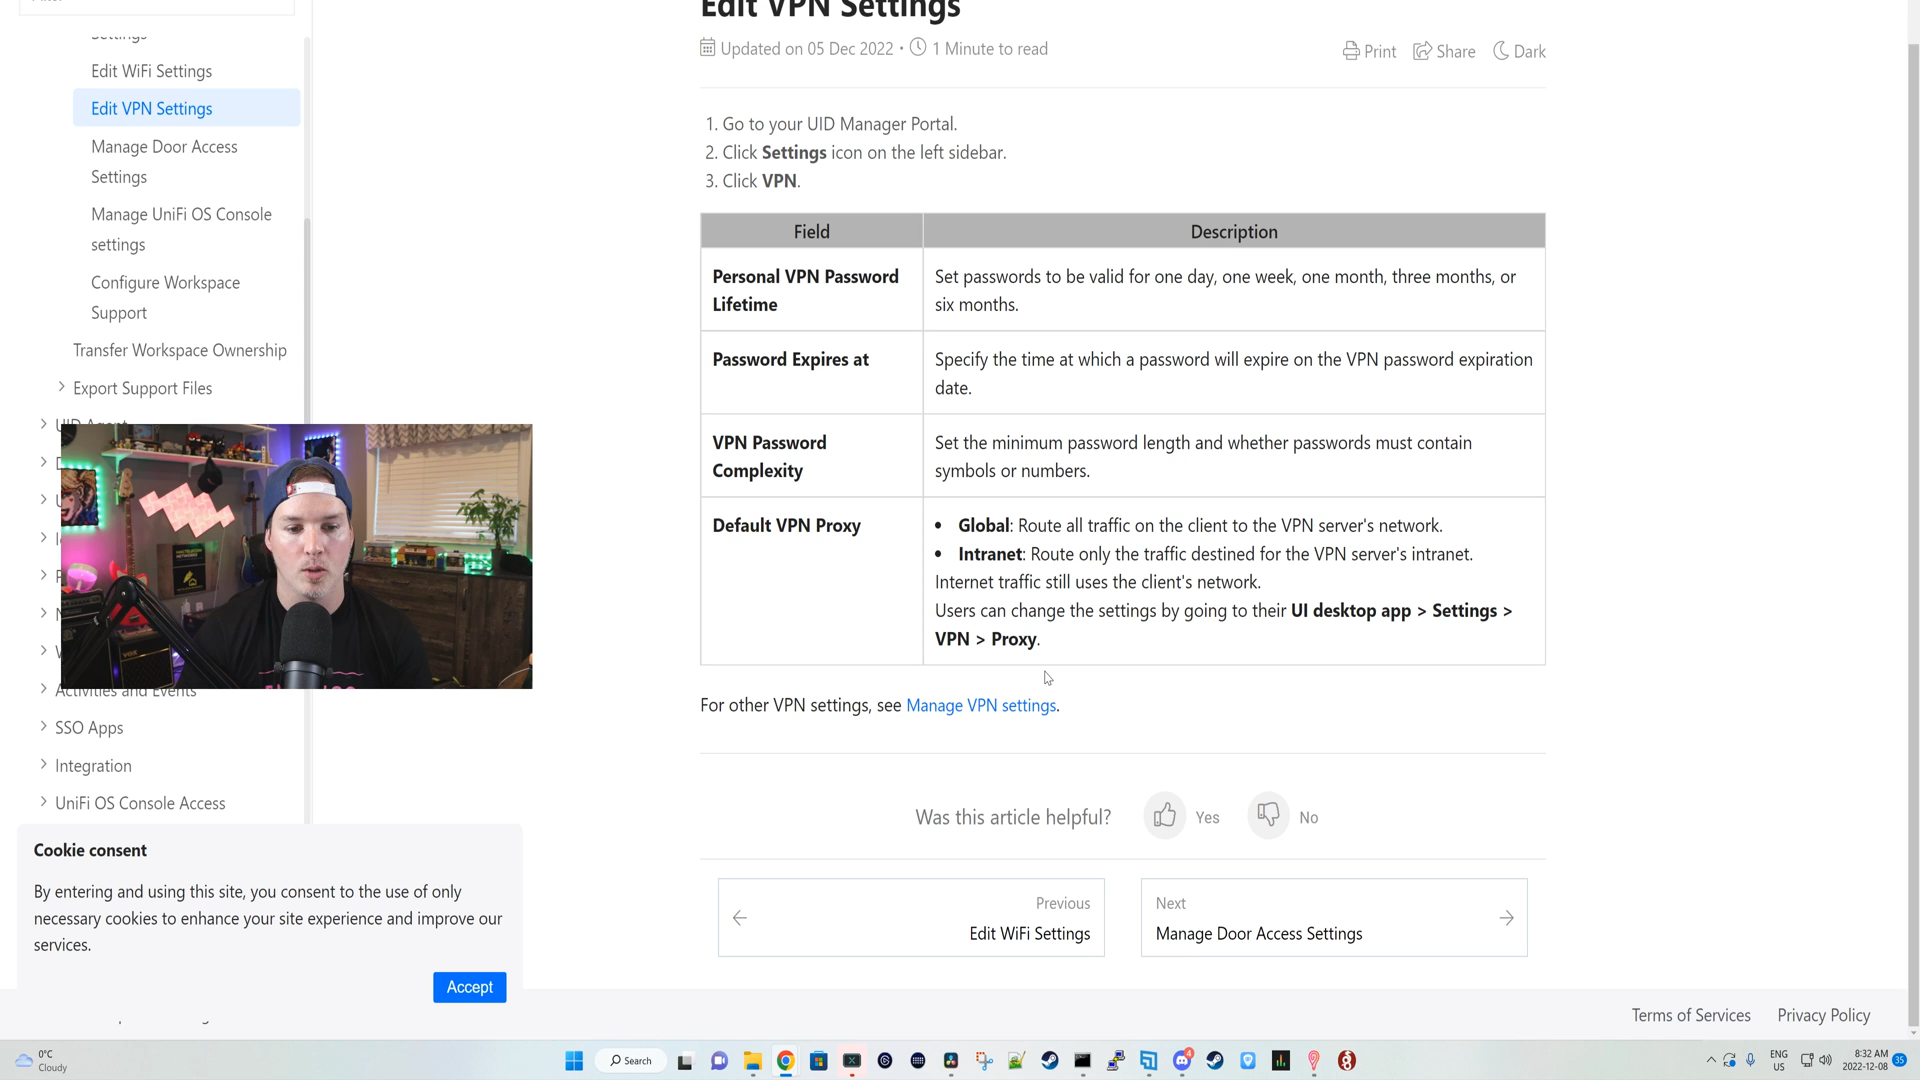 Edit VPN Settings
Updated on 05 Dec 2022 • 1 Minute to read
Print
Share
Dark
Settings
Edit WiFi Settings
Edit VPN Settings
Manage Door Access
Settings
Manage UniFi OS Console
settings
Configure Workspace
Support
Transfer Workspace Ownership
Export Support Files
UID Agent
Activities and Events
SSO Apps
Integration
UniFi OS Console Access
1. Go to your UID Manager Portal.
2. Click Settings icon on the left sidebar.
3. Click VPN.
Field
Description
Personal VPN Password
Lifetime
Set passwords to be valid for one day, one week, one month, three months, or
six months.
Password Expires at
Specify the time at which a password will expire on the VPN password expiration
date.
VPN Password
Complexity
Set the minimum password length and whether passwords must contain
symbols or numbers.
Default VPN Proxy
• Global: Route all traffic on the client to the VPN server's network.
• Intranet: Route only the traffic destined for the VPN server's intranet.
Internet traffic still uses the client's network.
Users can change the settings by going to their UI desktop app > Settings >
VPN > Proxy.
For other VPN settings, see Manage VPN settings.
Was this article helpful?
Yes
No
Previous
Edit WiFi Settings
Next
Manage Door Access Settings
Cookie consent
By entering and using this site, you consent to the use of only
necessary cookies to enhance your site experience and improve our
services.
Accept
Terms of Services
Privacy Policy
0°C
Cloudy
Search
4
ENG
US
8:32 AM
2022-12-08
35